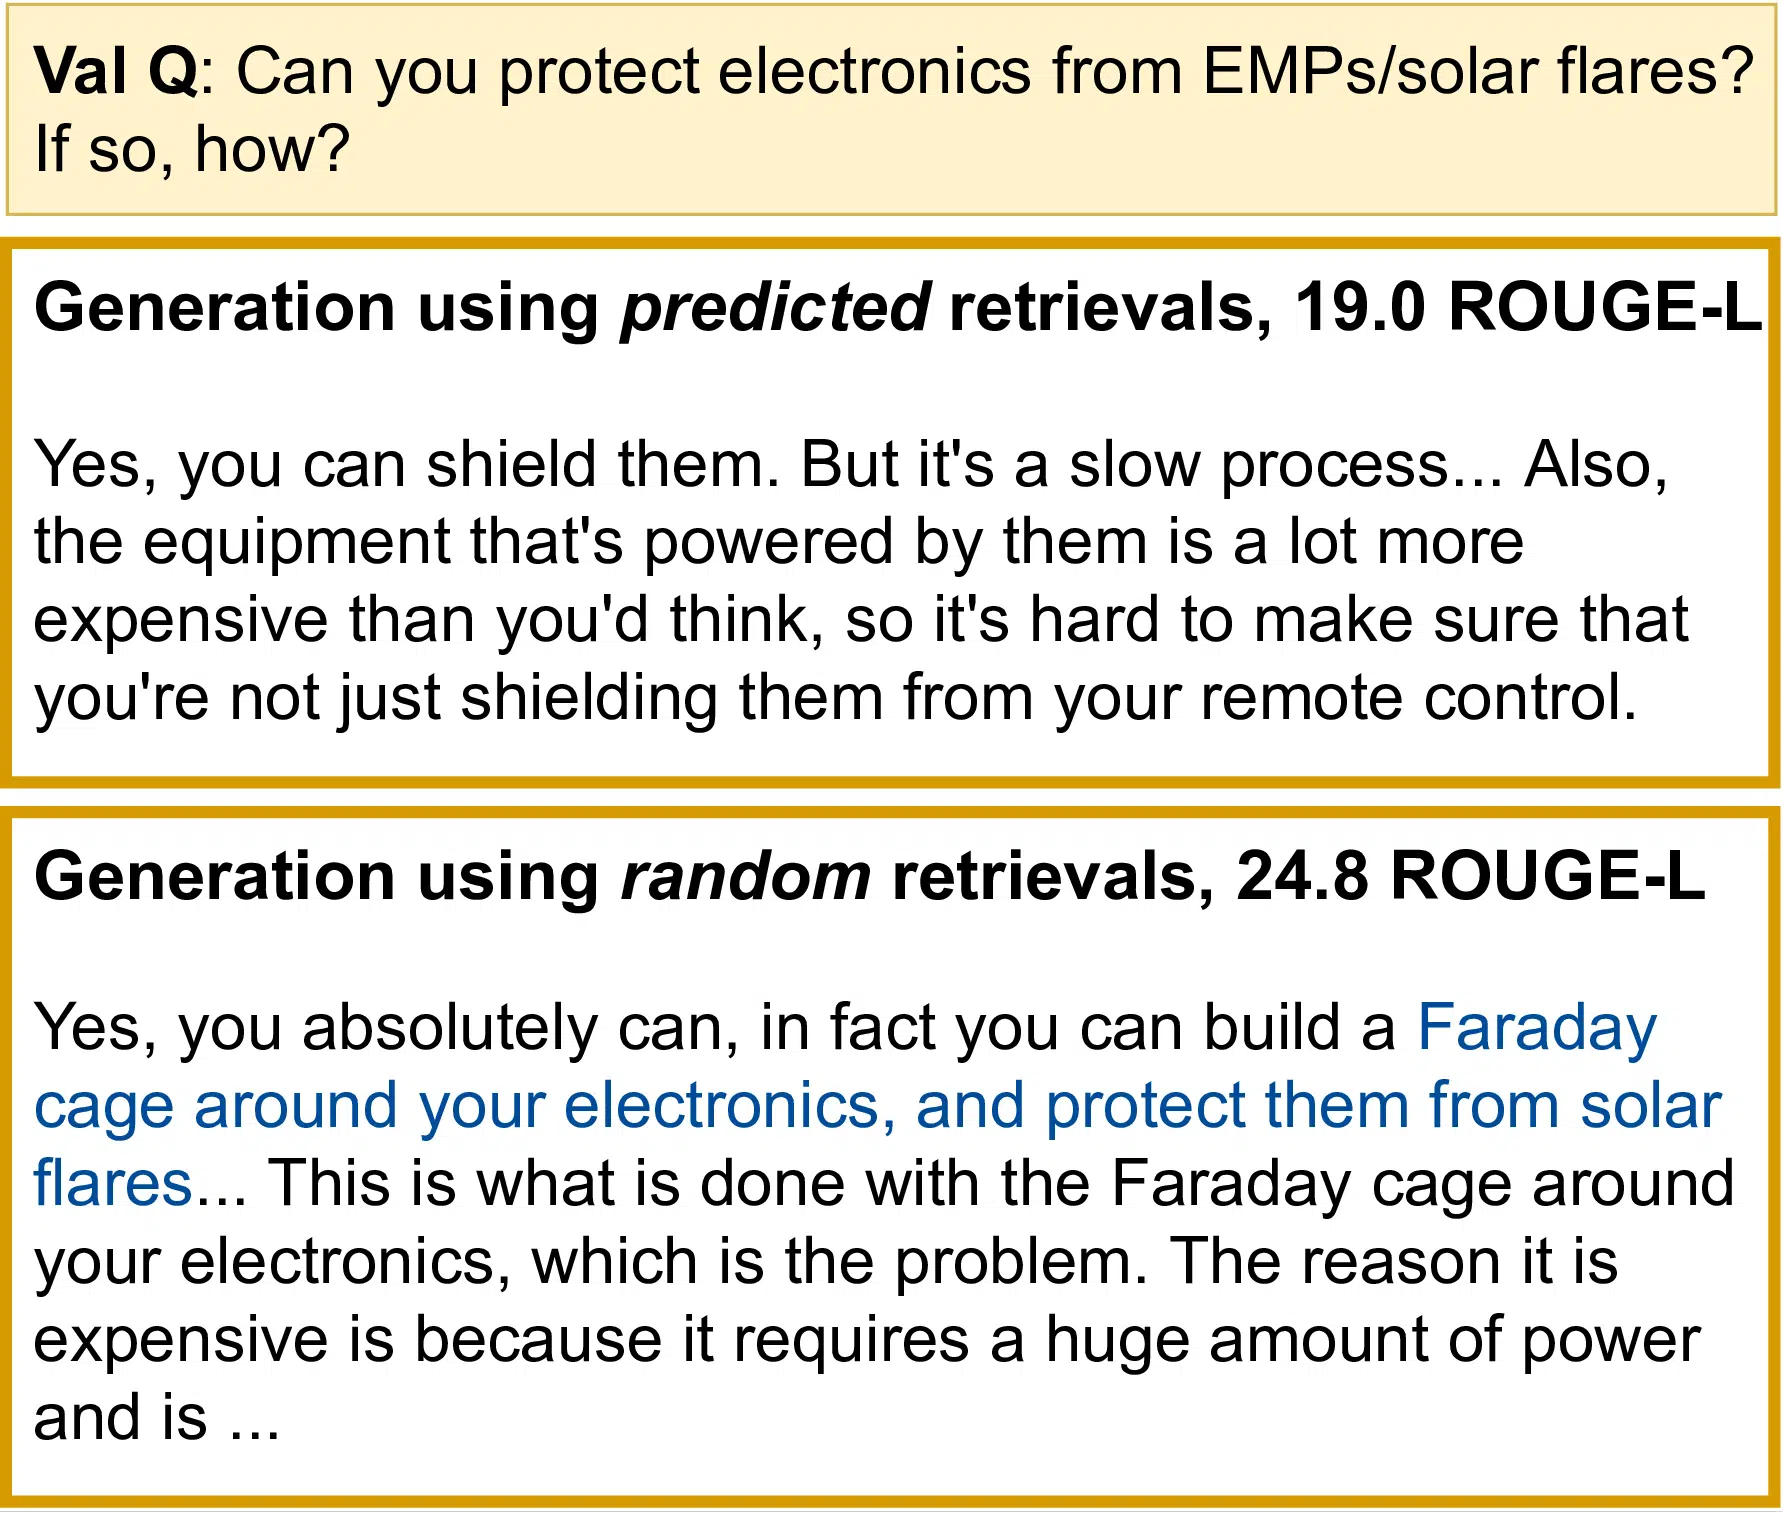 Val Q: Can you protect electronics from EMPs/solar flares?
If so, how?
Generation using predicted retrievals, 19.0 ROUGE-L
Yes, you can shield them. But it's a slow process... Also,
the equipment that's powered by them is a lot more
expensive than you'd think, so it's hard to make sure that
you're not just shielding them from your remote control.
Generation using random retrievals, 24.8 ROUGE-L
Yes, you absolutely can, in fact you can build a Faraday
cage around your electronics, and protect them from solar
flares... This is what is done with the Faraday cage around
your electronics, which is the problem. The reason it is
expensive is because it requires a huge amount of power
and is ...